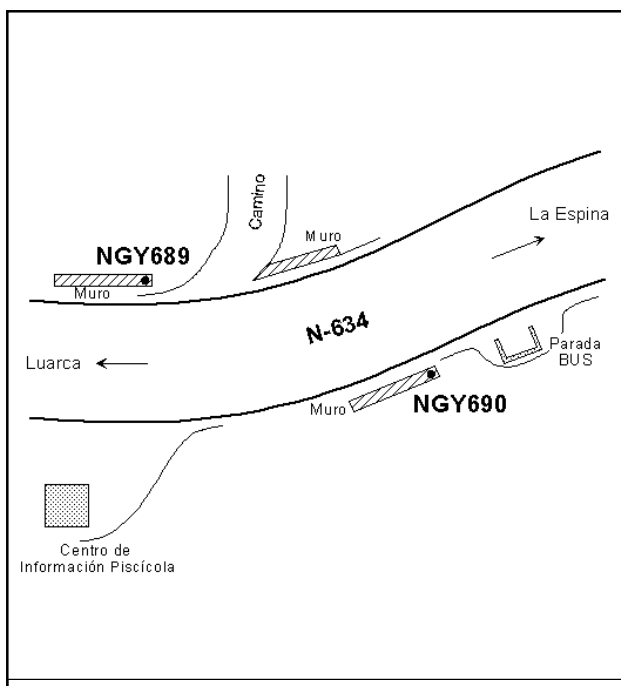 Camino
La Espina
Muro
NGY689
Muro
N-634
Parada
BUS
Luarca
Muro
NGY690
Centro de
Información Piscícola